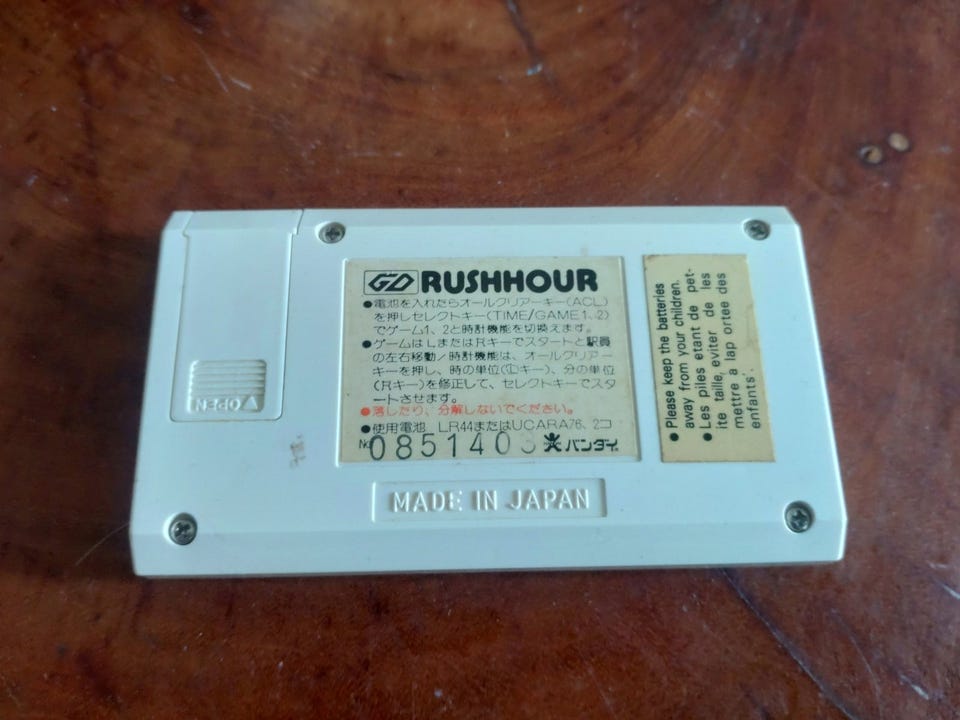 GD RUSHHOUR
●電池を入れたらオールクリアーキー(ACL)
を押しセレクトキー(TIME/GAME1、2)
でゲーム1、2と時計機能を切換えます。
●ゲームはLまたはRキーでスタートと駅員
の左右移動/時計機能は、オールクリアー
キーを押し、時の単位(Lキー)、分の単位
(Rキー)を修正して、セレクトキーでスタ
ートさせます。
●落したり、分解しないでください。
●使用電池 LR44またはUCARA76、2コ
No 085140 バンダイ
MADE IN JAPAN
OPEN
● Please keep the batteries
away from your children.
● Les piles etant de pet-
ite taille, eviter de les
mettre a lap ortee des
enfants'.